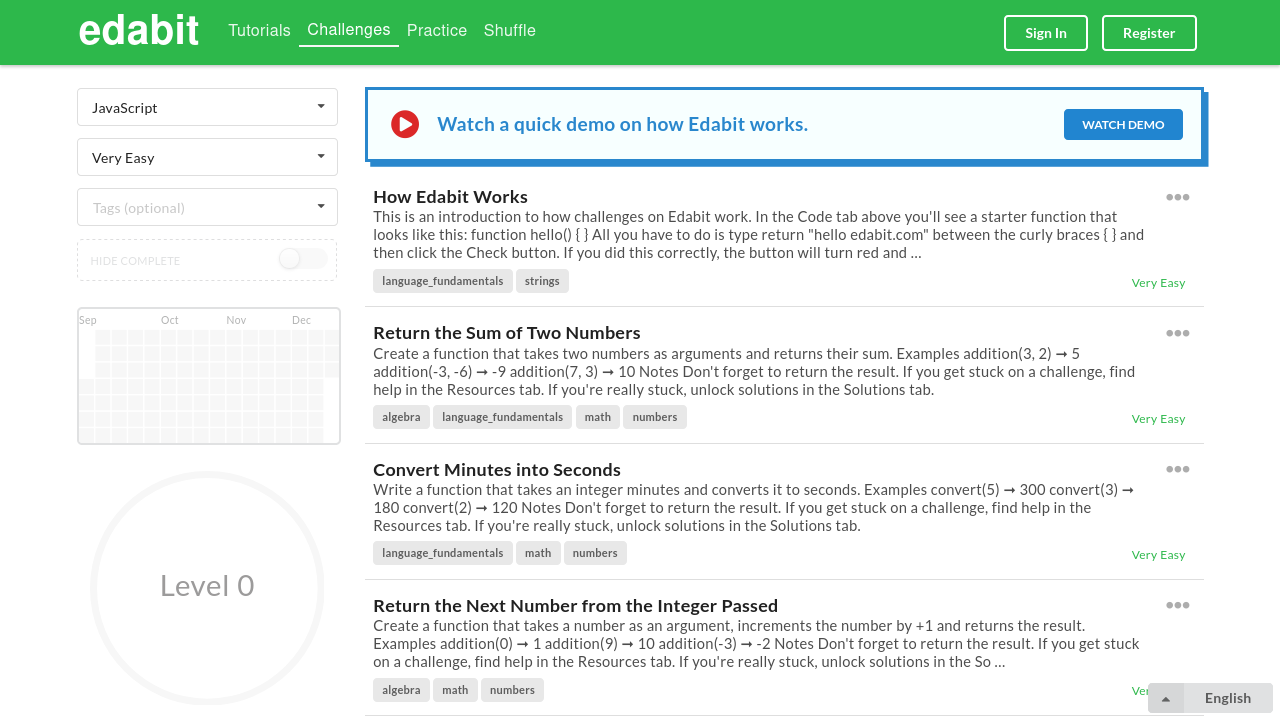 edabit
Tutorials Challenges Practice Shuffle
Sign In Register
JavaScript
Very Easy
Tags (optional)
HIDE COMPLETE
Sep Oct Nov Dec
Level 0
Watch a quick demo on how Edabit works.
WATCH DEMO
How Edabit Works
This is an introduction to how challenges on Edabit work. In the Code tab above you'll see a starter function that
looks like this: function hello() { } All you have to do is type return "hello edabit.com" between the curly braces { } and
then click the Check button. If you did this correctly, the button will turn red and ...
language_fundamentals strings
Very Easy
Return the Sum of Two Numbers
Create a function that takes two numbers as arguments and returns their sum. Examples addition(3, 2) ➞ 5
addition(-3, -6) ➞ -9 addition(7, 3) ➞ 10 Notes Don't forget to return the result. If you get stuck on a challenge, find
help in the Resources tab. If you're really stuck, unlock solutions in the Solutions tab.
algebra language_fundamentals math numbers
Very Easy
Convert Minutes into Seconds
Write a function that takes an integer minutes and converts it to seconds. Examples convert(5) ➞ 300 convert(3) ➞
180 convert(2) ➞ 120 Notes Don't forget to return the result. If you get stuck on a challenge, find help in the
Resources tab. If you're really stuck, unlock solutions in the Solutions tab.
language_fundamentals math numbers
Very Easy
Return the Next Number from the Integer Passed
Create a function that takes a number as an argument, increments the number by +1 and returns the result.
Examples addition(0) ➞ 1 addition(9) ➞ 10 addition(-3) ➞ -2 Notes Don't forget to return the result. If you get stuck
on a challenge, find help in the Resources tab. If you're really stuck, unlock solutions in the So ...
algebra math numbers
English